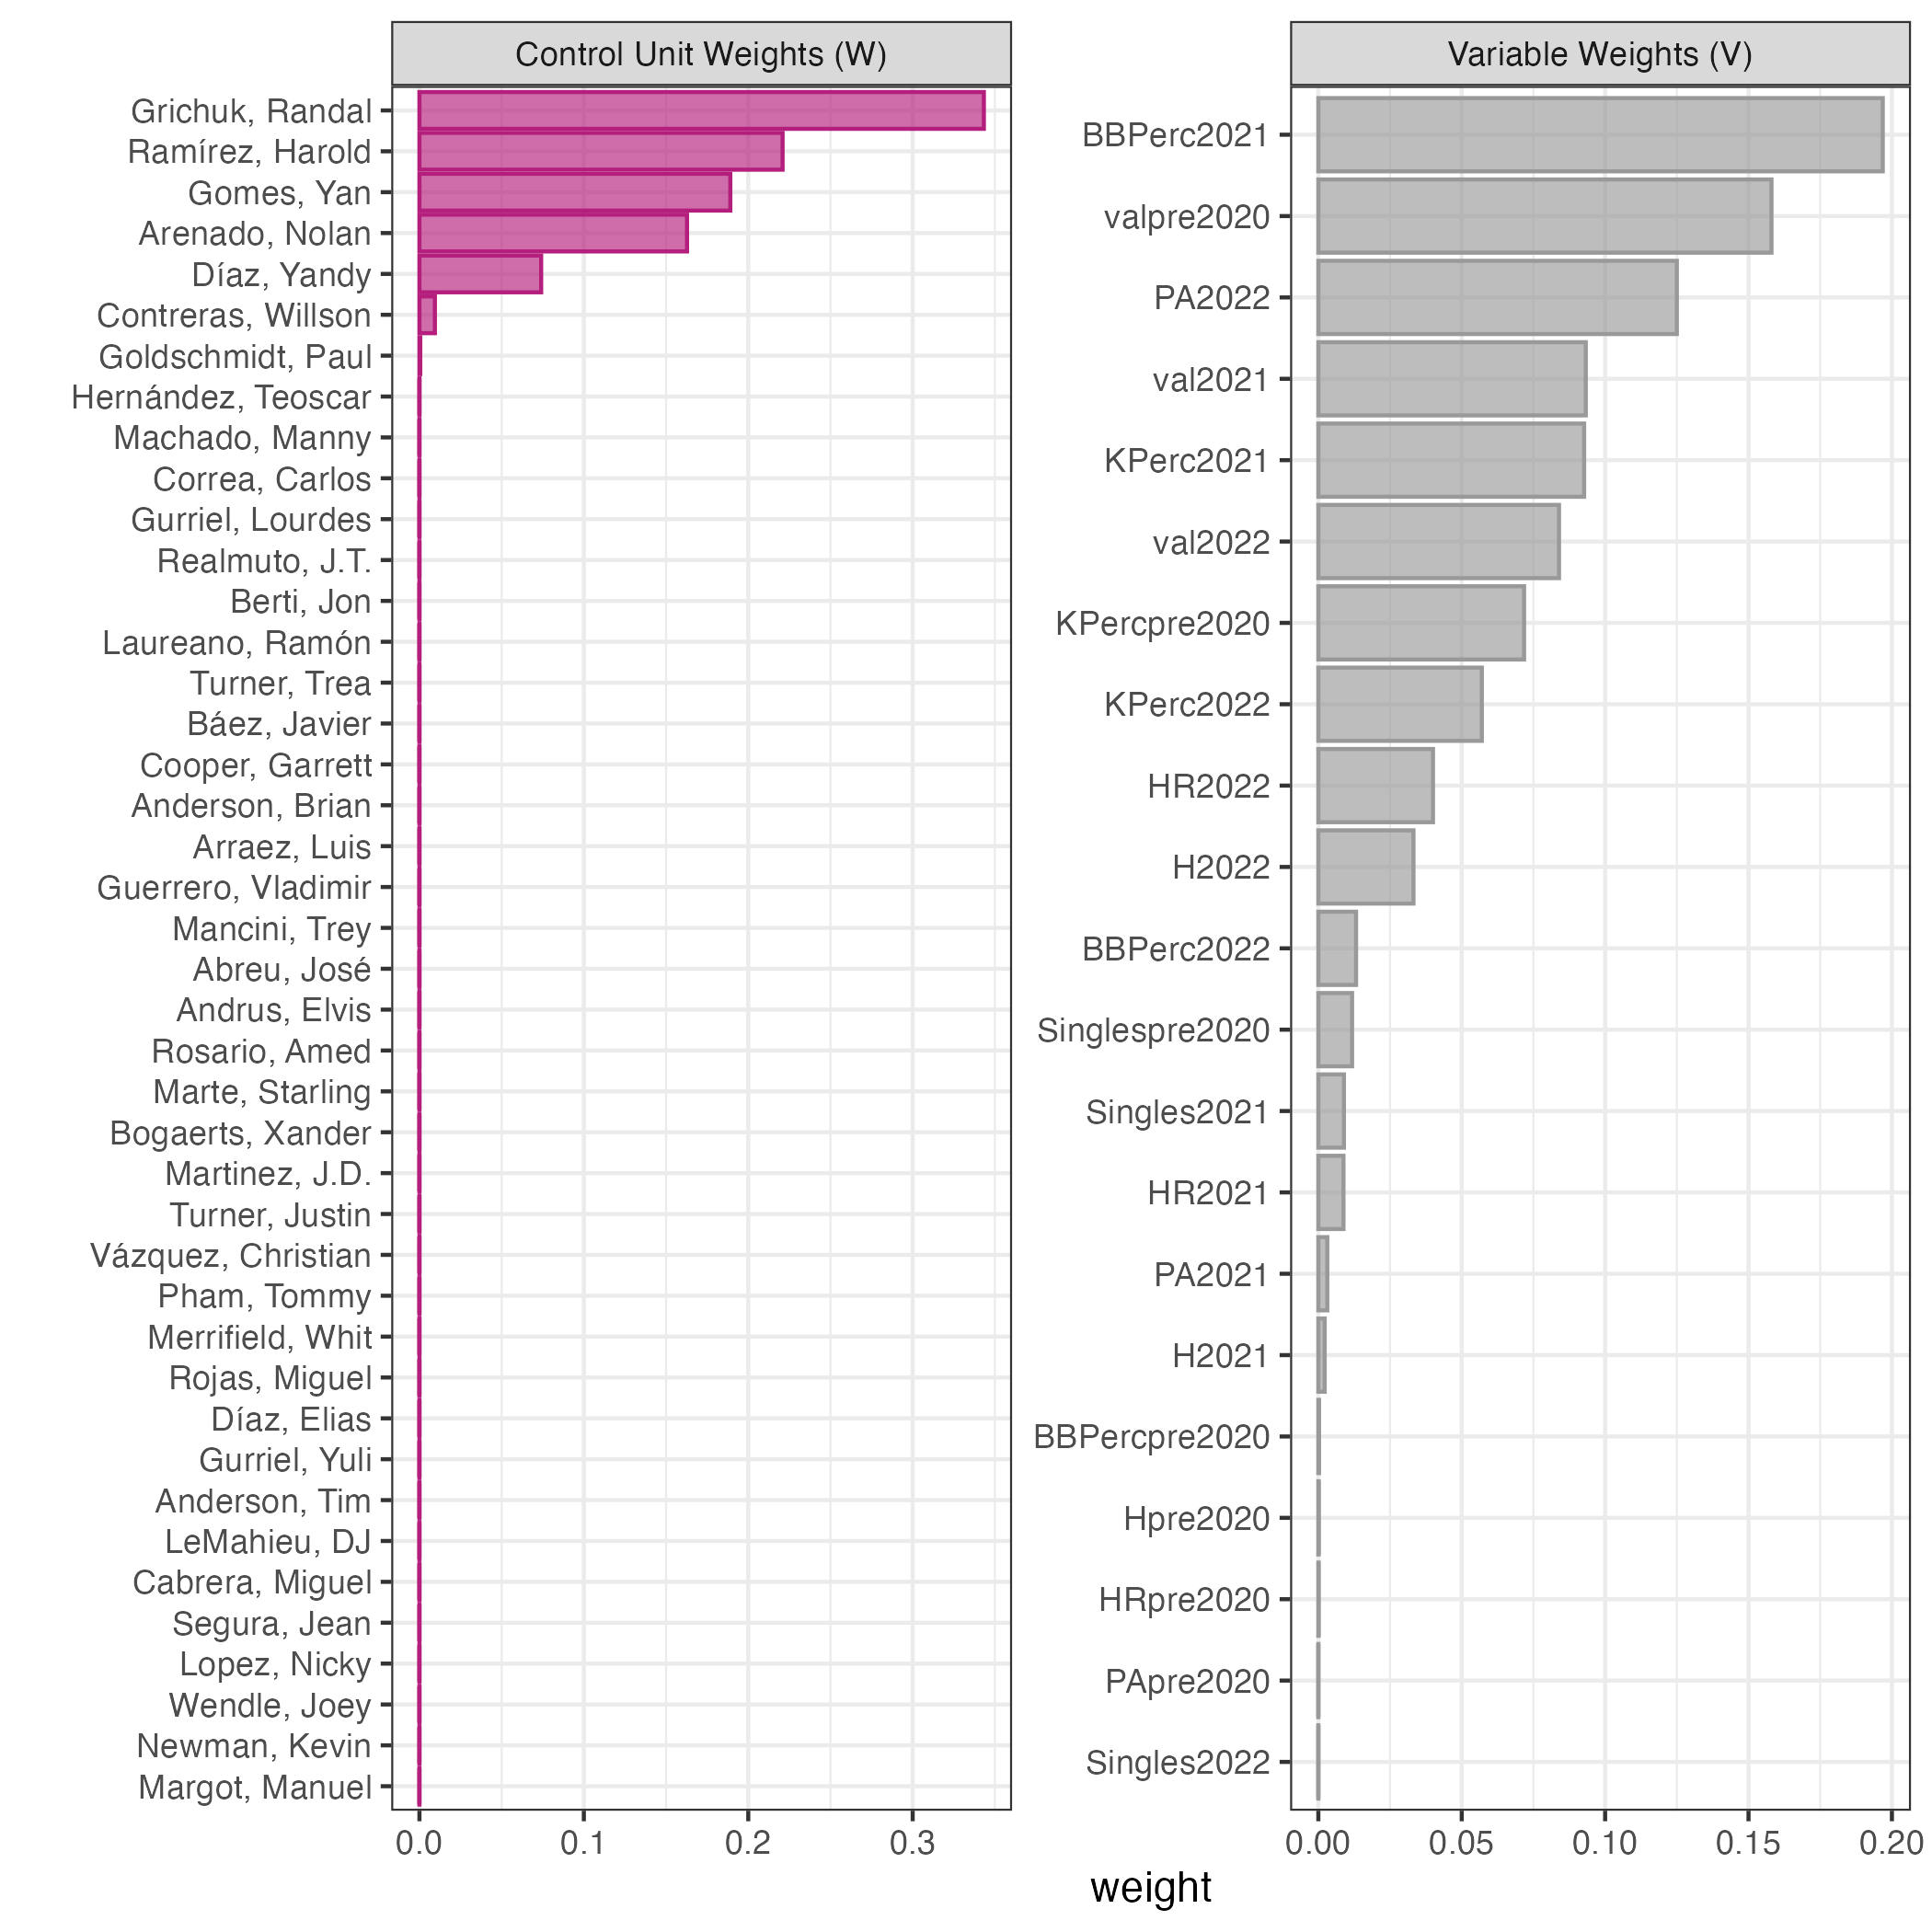 Control Unit Weights (W)
Grichuk, Randal
Ramírez, Harold
Gomes, Yan
Arenado, Nolan
Díaz, Yandy
Contreras, Willson
Goldschmidt, Paul
Hernández, Teoscar
Machado, Manny
Correa, Carlos
Gurriel, Lourdes
Realmuto, J.T.
Berti, Jon
Laureano, Ramón
Turner, Trea
Báez, Javier
Cooper, Garrett
Anderson, Brian
Arraez, Luis
Guerrero, Vladimir
Mancini, Trey
Abreu, José
Andrus, Elvis
Rosario, Amed
Marte, Starling
Bogaerts, Xander
Martinez, J.D.
Turner, Justin
Vázquez, Christian
Pham, Tommy
Merrifield, Whit
Rojas, Miguel
Díaz, Elias
Gurriel, Yuli
Anderson, Tim
LeMahieu, DJ
Cabrera, Miguel
Segura, Jean
Lopez, Nicky
Wendle, Joey
Newman, Kevin
Margot, Manuel
0.0 0.1 0.2 0.3
Variable Weights (V)
BBPerc2021
valpre2020
PA2022
val2021
KPerc2021
val2022
KPercpre2020
KPerc2022
HR2022
H2022
BBPerc2022
Singlespre2020
Singles2021
HR2021
PA2021
H2021
BBPercpre2020
Hpre2020
HRpre2020
PApre2020
Singles2022
0.00 0.05 0.10 0.15 0.20
weight